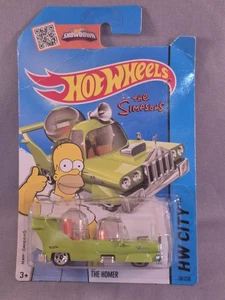 SHOWDOWN
Hot Wheels
THE
SIMPSONS
HW CITY
3+
THE HOMER